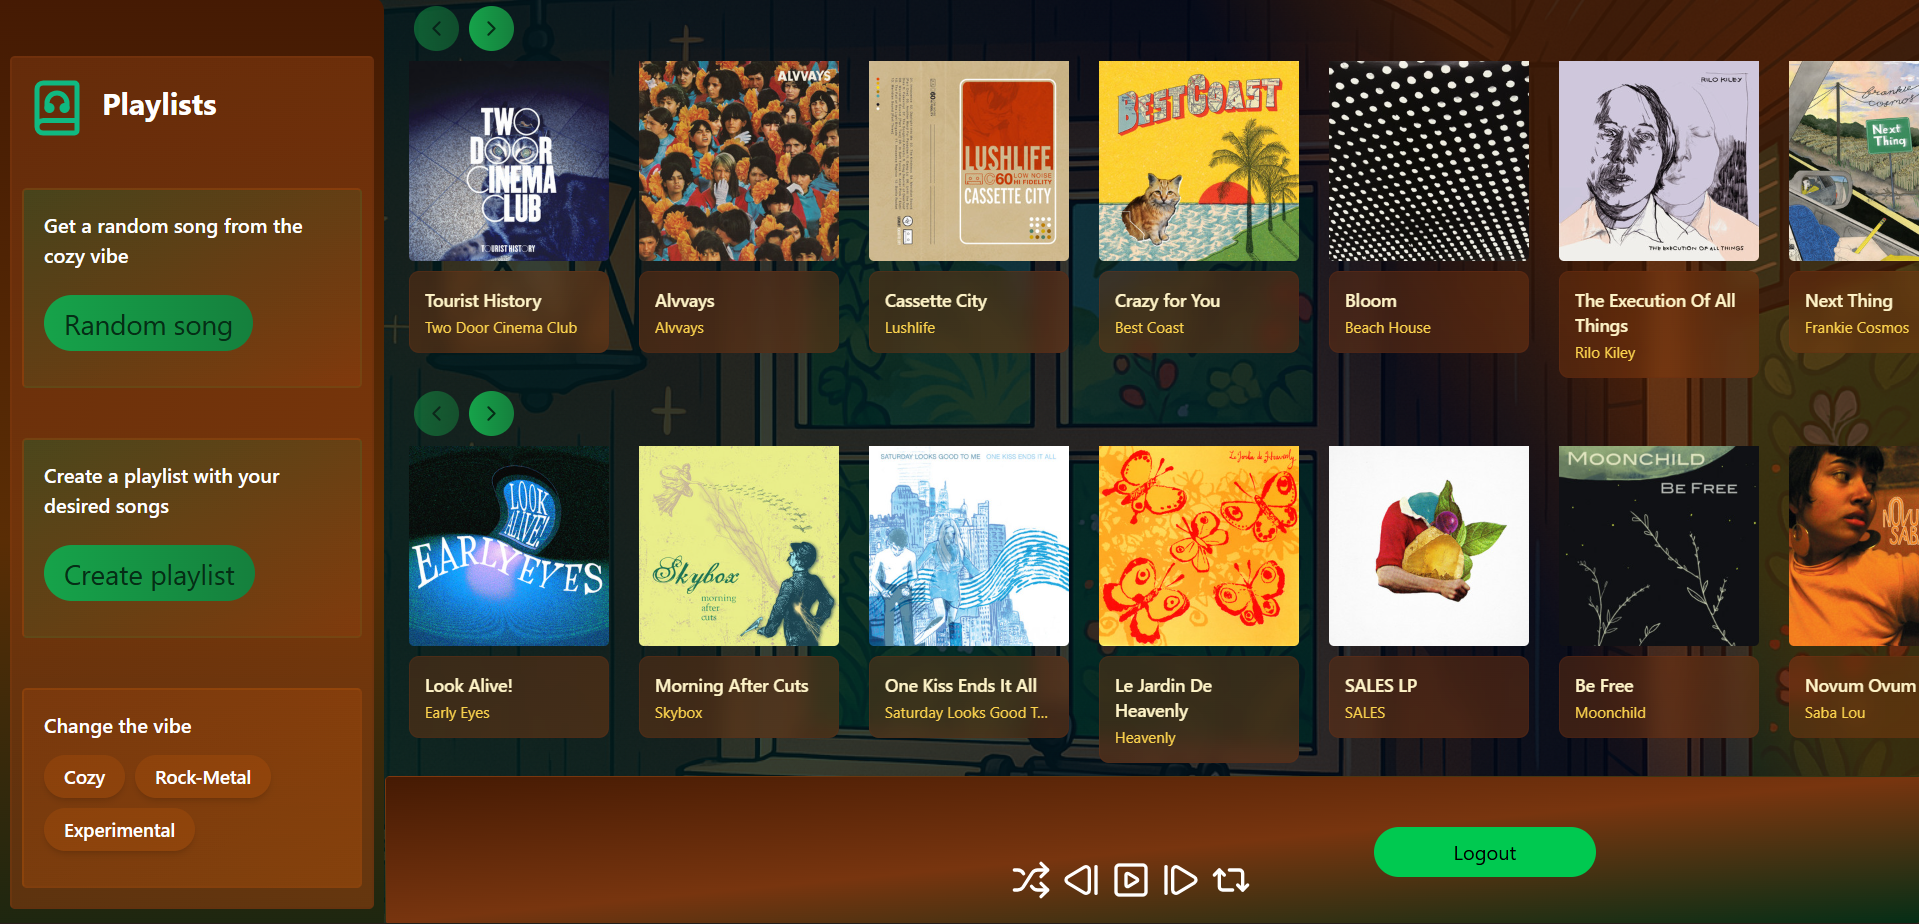 Playlists
Get a random song from the
cozy vibe
Random song
Create a playlist with your
desired songs
Create playlist
Change the vibe
Cozy
Rock-Metal
Experimental
TWO
DOOR
CINEMA
CLUB
TOURIST HISTORY
Tourist History
Two Door Cinema Club
ALVVAYS
Alvvays
Alvvays
60
LUSHLIFE
C60 LOW NOISE
HI FIDELITY
CASSETTE CITY
Cassette City
Lushlife
BEST COAST
Crazy for You
Best Coast
Bloom
Beach House
RILO KILEY
THE EXECUTION OF ALL THINGS
The Execution Of All
Things
Rilo Kiley
frankie
cosmos
Next
Thing
Next Thing
Frankie Cosmos
LOOK
ALIVE!
EARLY EYES
Look Alive!
Early Eyes
Skybox
morning
after
cuts
Morning After Cuts
Skybox
SATURDAY LOOKS GOOD TO ME ONE KISS ENDS IT ALL
One Kiss Ends It All
Saturday Looks Good T...
Le Jardin de Heavenly
Le Jardin De
Heavenly
Heavenly
SALES LP
SALES
MOONCHILD
BE FREE
Be Free
Moonchild
Novum Ovum
Saba Lou
Logout